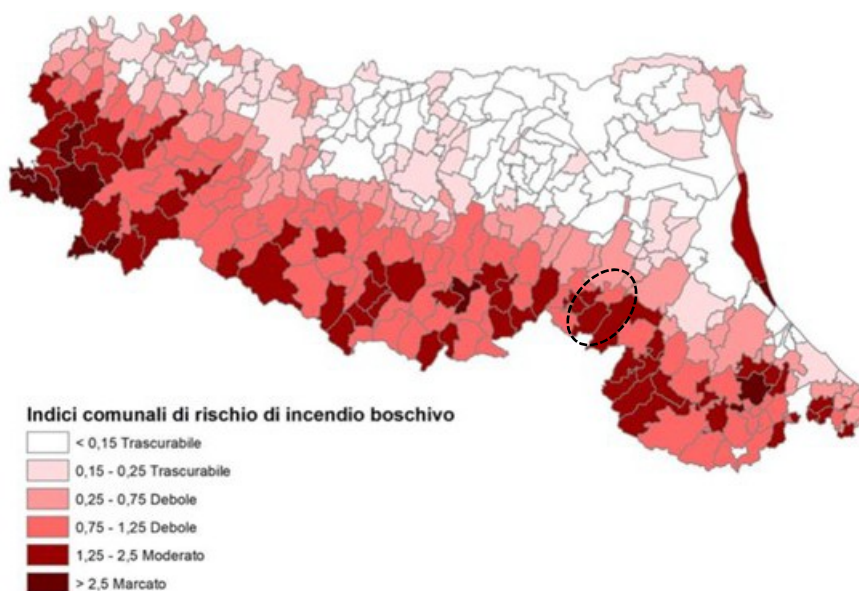 Indici comunali di rischio di incendio boschivo
< 0,15 Trascurabile
0,15 - 0,25 Trascurabile
0,25 - 0,75 Debole
0,75 - 1,25 Debole
1,25 - 2,5 Moderato
> 2,5 Marcato